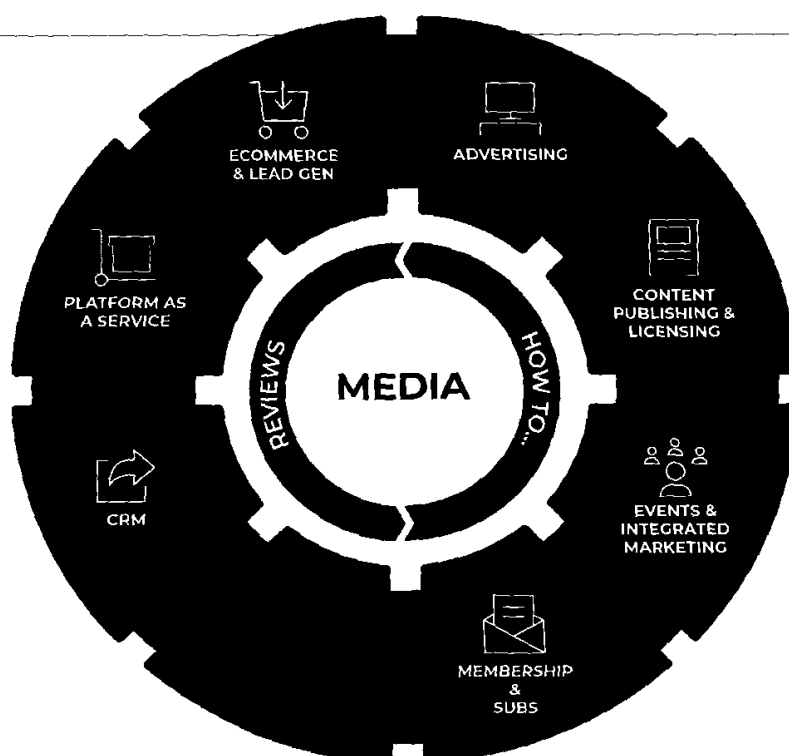 ECOMMERCE
& LEAD GEN
ADVERTISING
PLATFORM AS
A SERVICE
CONTENT
PUBLISHING &
LICENSING
REVIEWS
MEDIA
HOW TO...
CRM
EVENTS &
INTEGRATED
MARKETING
MEMBERSHIP
&
SUBS